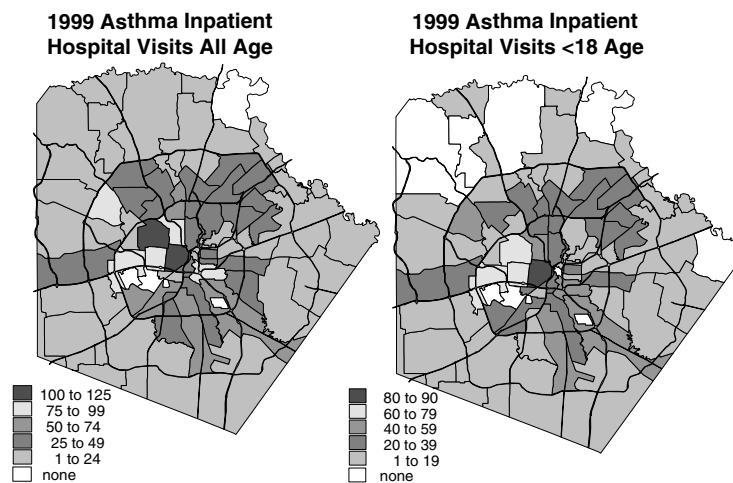 1999 Asthma Inpatient
Hospital Visits All Age
100 to 125
75 to 99
50 to 74
25 to 49
1 to 24
none
1999 Asthma Inpatient
Hospital Visits <18 Age
80 to 90
60 to 79
40 to 59
20 to 39
1 to 19
none